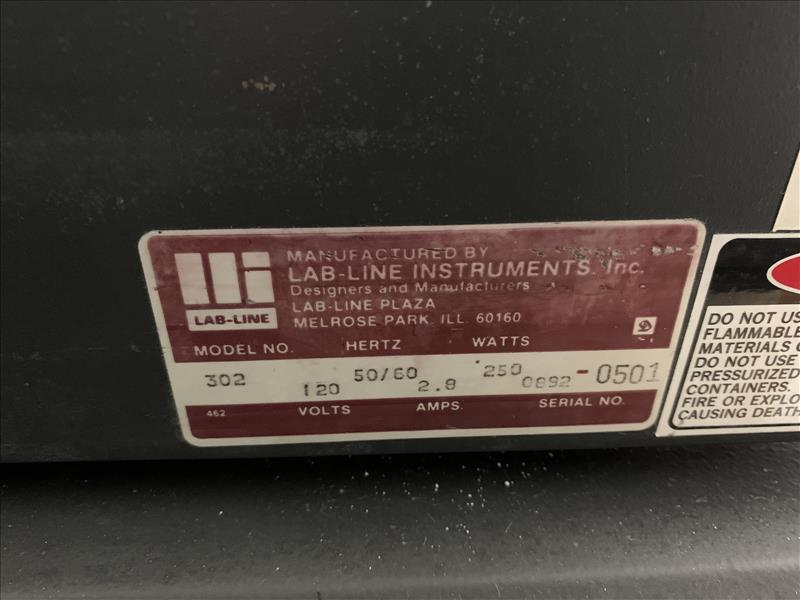 MANUFACTURED BY
LAB-LINE INSTRUMENTS, Inc.
Designers and Manufacturers
LAB-LINE PLAZA
MELROSE PARK, ILL. 60160
LAB-LINE
MODEL NO. HERTZ WATTS
302 50/60 250
120 2.8 0892-0501
462 VOLTS AMPS. SERIAL NO.
DO NOT US
FLAMMABLE
MATERIALS
DO NOT USE
PRESSURIZED
CONTAINERS.
FIRE OR EXPLO
CAUSING DEATH